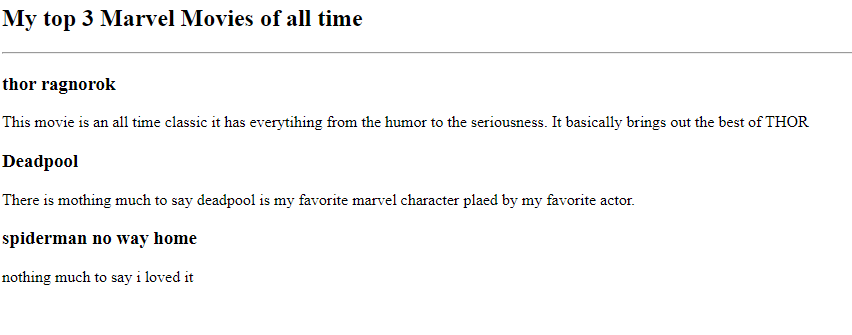 My top 3 Marvel Movies of all time
thor ragnorok
This movie is an all time classic it has everytihing from the humor to the seriousness. It basically brings out the best of THOR
Deadpool
There is mothing much to say deadpool is my favorite marvel character plaed by my favorite actor.
spiderman no way home
nothing much to say i loved it